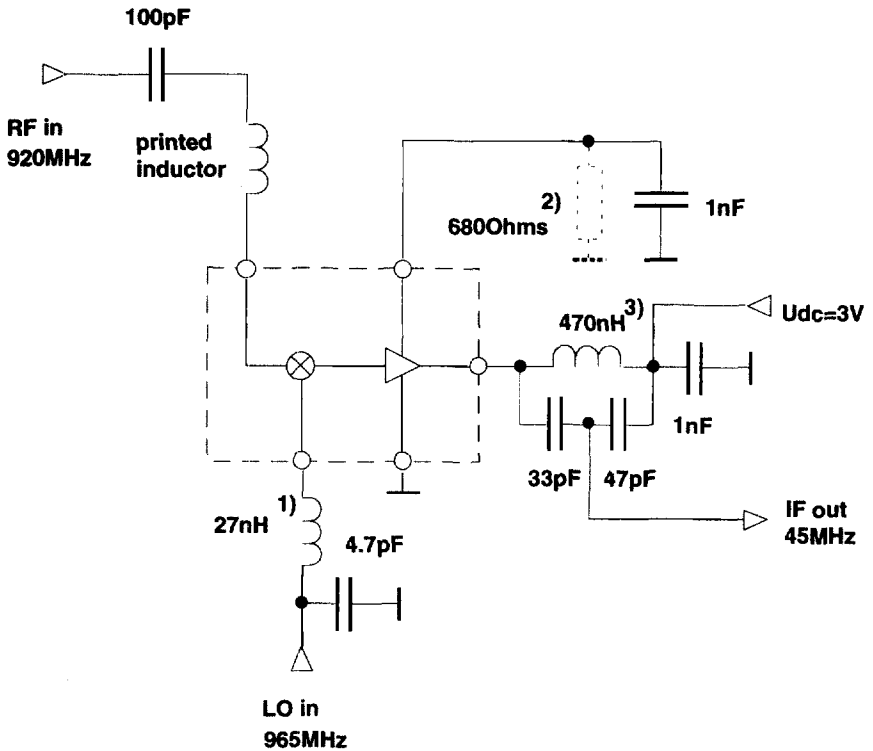 100pF
RF in
920MHz
printed
inductor
2)
680Ohms
1nF
470nH
3)
Udc=3V
1nF
33pF
47pF
IF out
45MHz
1)
27nH
4.7pF
LO in
965MHz